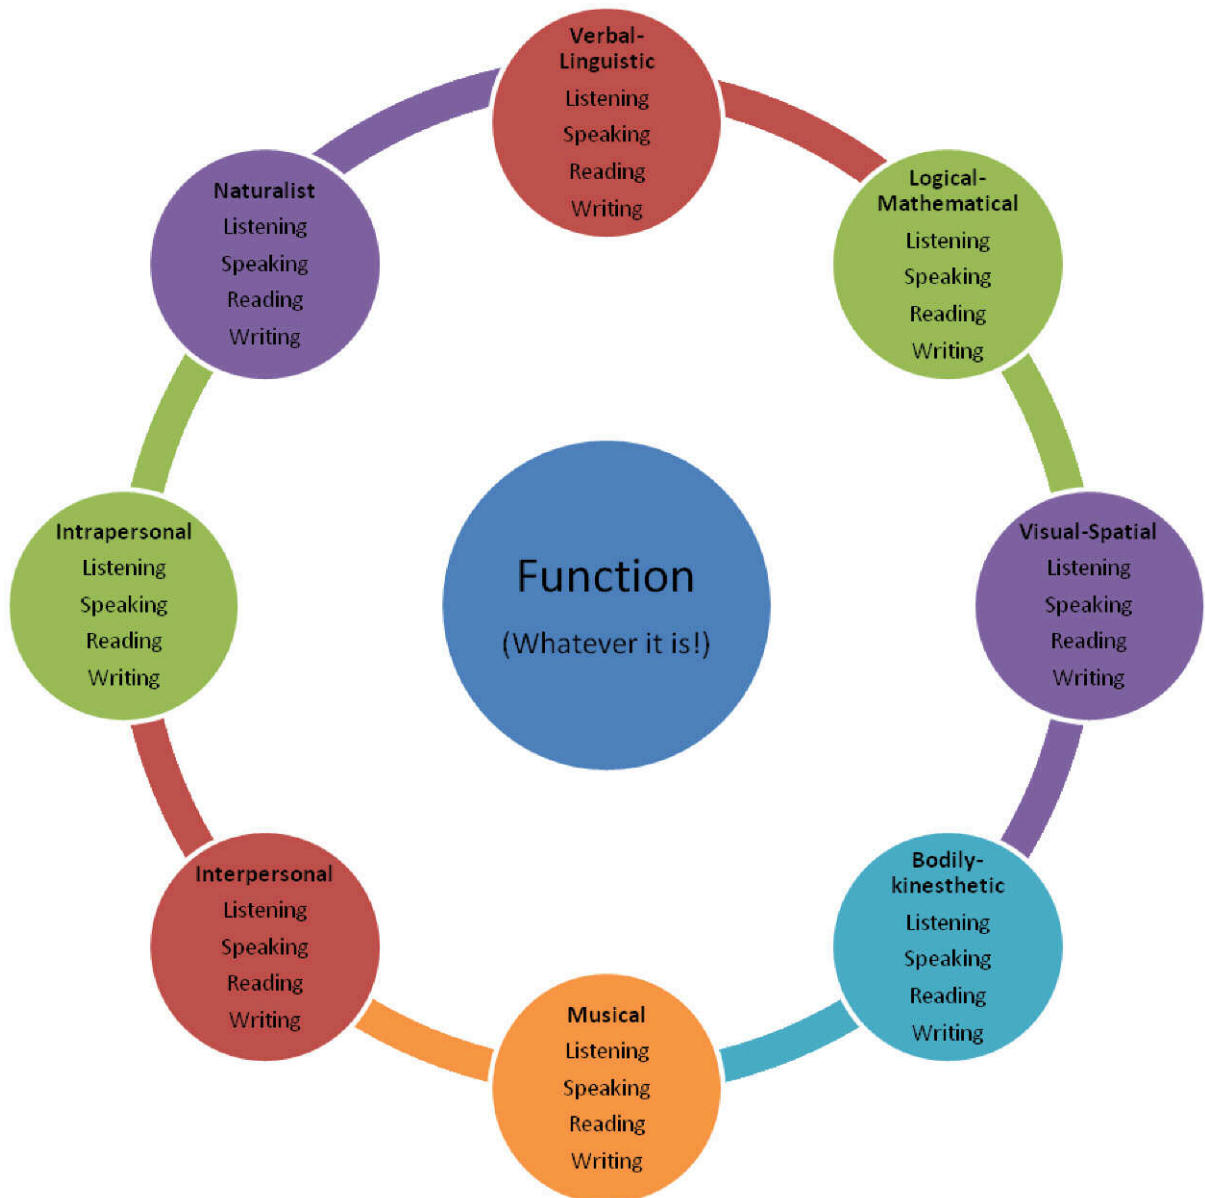 Verbal-
Linguistic
Listening
Speaking
Reading
Writing
Logical-
Mathematical
Listening
Speaking
Reading
Writing
Visual-Spatial
Listening
Speaking
Reading
Writing
Bodily-
kinesthetic
Listening
Speaking
Reading
Writing
Musical
Listening
Speaking
Reading
Writing
Interpersonal
Listening
Speaking
Reading
Writing
Intrapersonal
Listening
Speaking
Reading
Writing
Naturalist
Listening
Speaking
Reading
Writing
Function
(Whatever it is!)